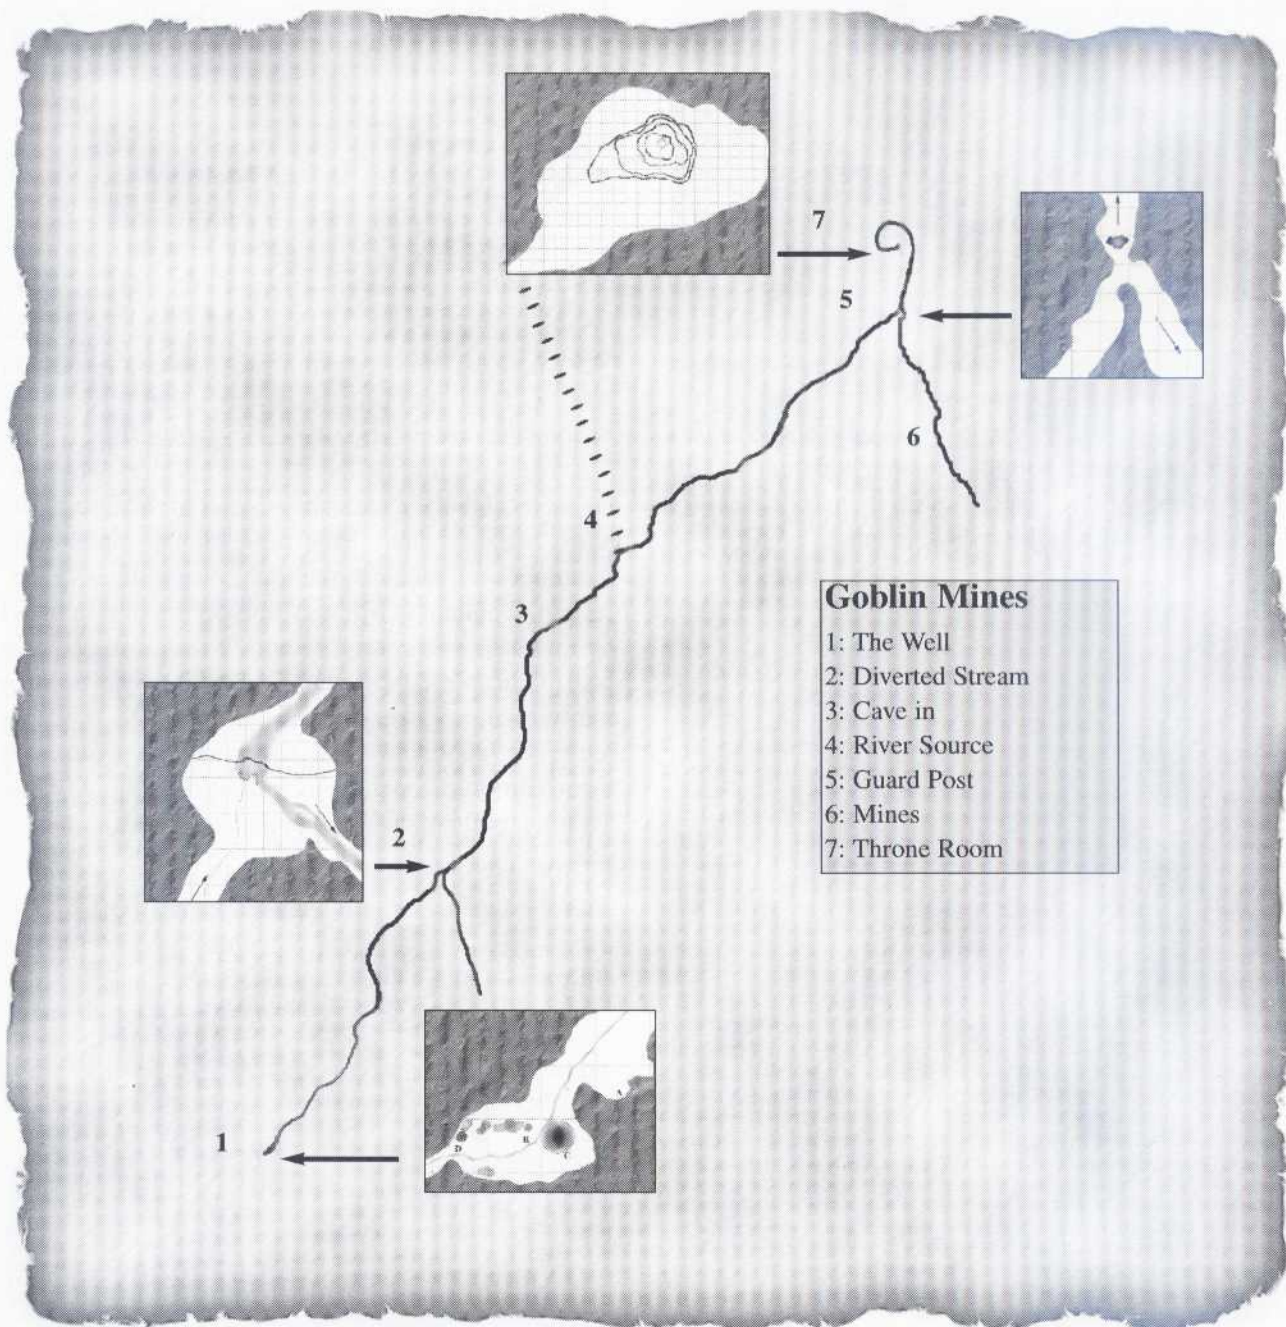 7
5
6
4
3
Goblin Mines
1: The Well
2: Diverted Stream
3: Cave in
4: River Source
5: Guard Post
6: Mines
7: Throne Room
2
1
D
C